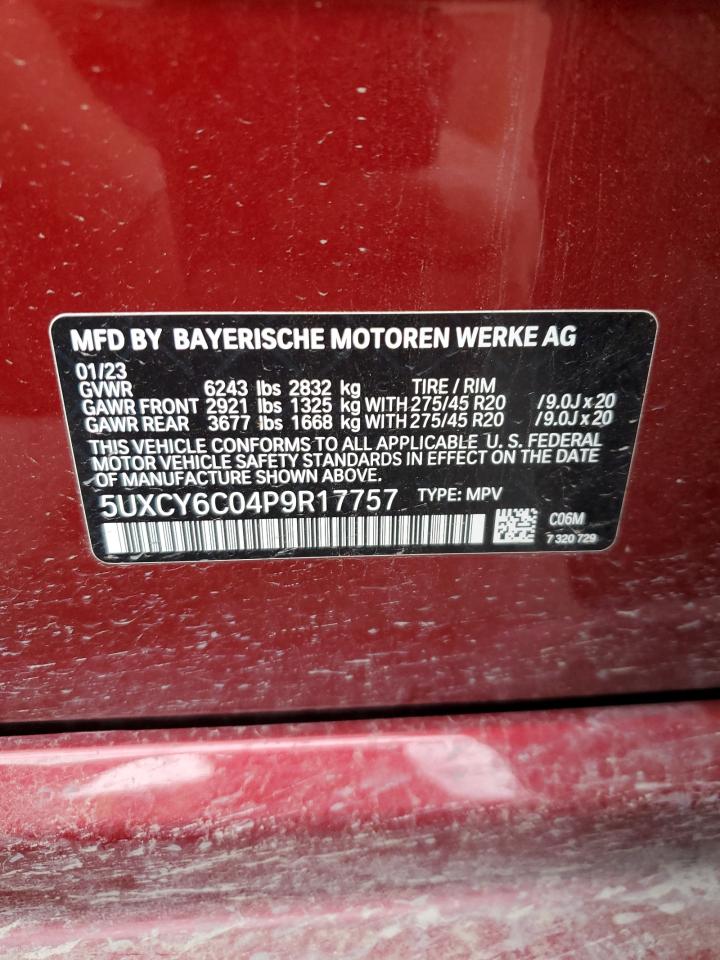 MFD BY BAYERISCHE MOTOREN WERKE AG
01/23
GVWR 6243 lbs 2832 kg TIRE / RIM
GAWR FRONT 2921 lbs 1325 kg WITH 275/45 R20 /9.0J x 20
GAWR REAR 3677 lbs 1668 kg WITH 275/45 R20 /9.0J x 20
THIS VEHICLE CONFORMS TO ALL APPLICABLE U. S. FEDERAL
MOTOR VEHICLE SAFETY STANDARDS IN EFFECT ON THE DATE
OF MANUFACTURE SHOWN ABOVE.
5UXCY6C04P9R17757 TYPE: MPV
C06M
7 320 729